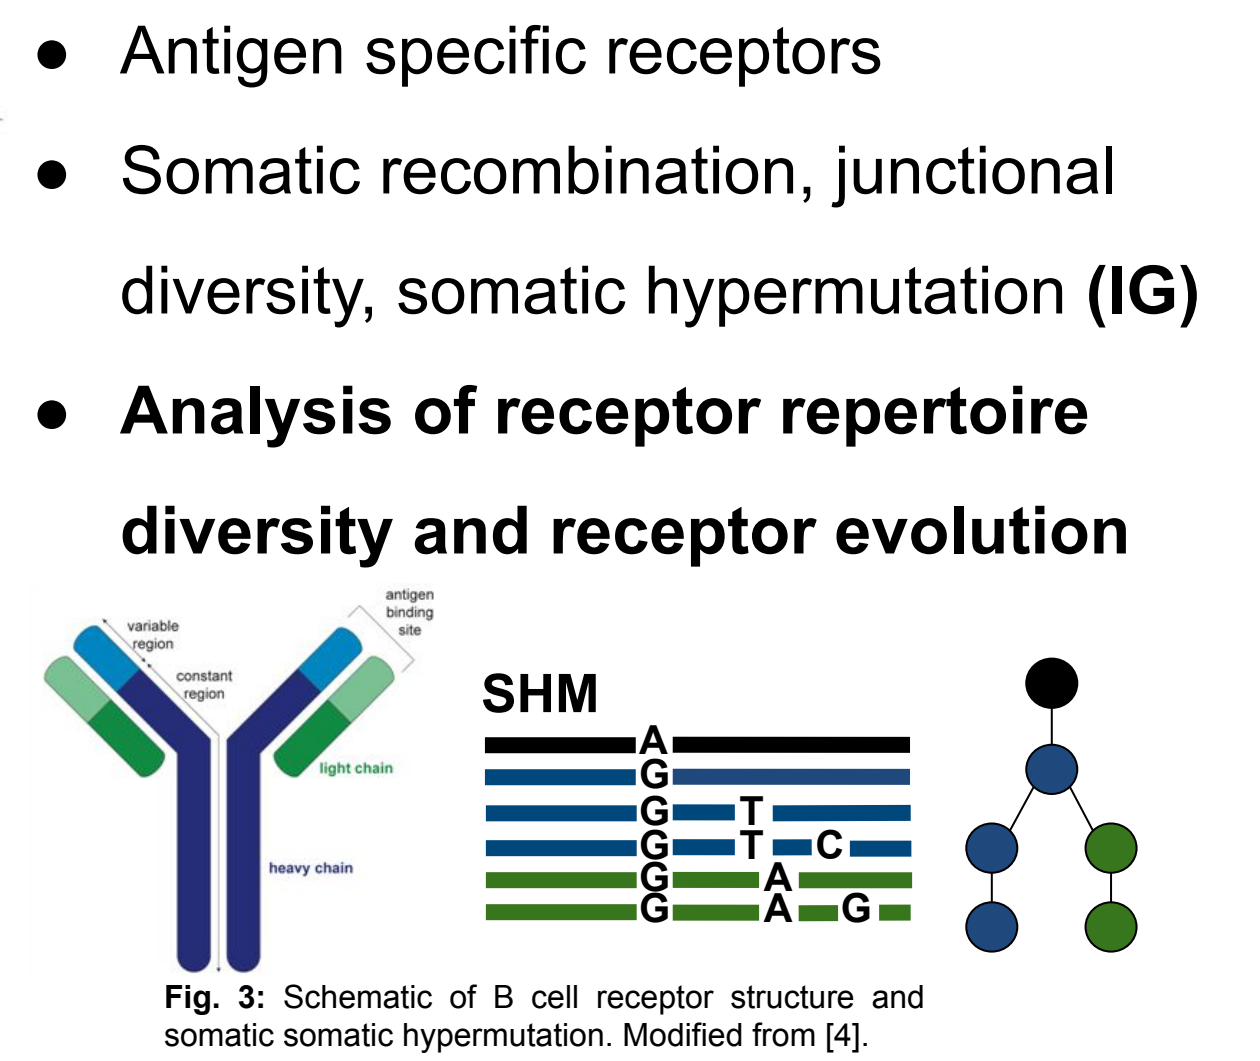 ● Antigen specific receptors
● Somatic recombination, junctional
diversity, somatic hypermutation (IG)
● Analysis of receptor repertoire
diversity and receptor evolution
antigen
binding
site
variable
region
constant
region
light chain
heavy chain
SHM
A
G
G T
G T C
G A
G A G
Fig. 3: Schematic of B cell receptor structure and
somatic somatic hypermutation. Modified from [4].